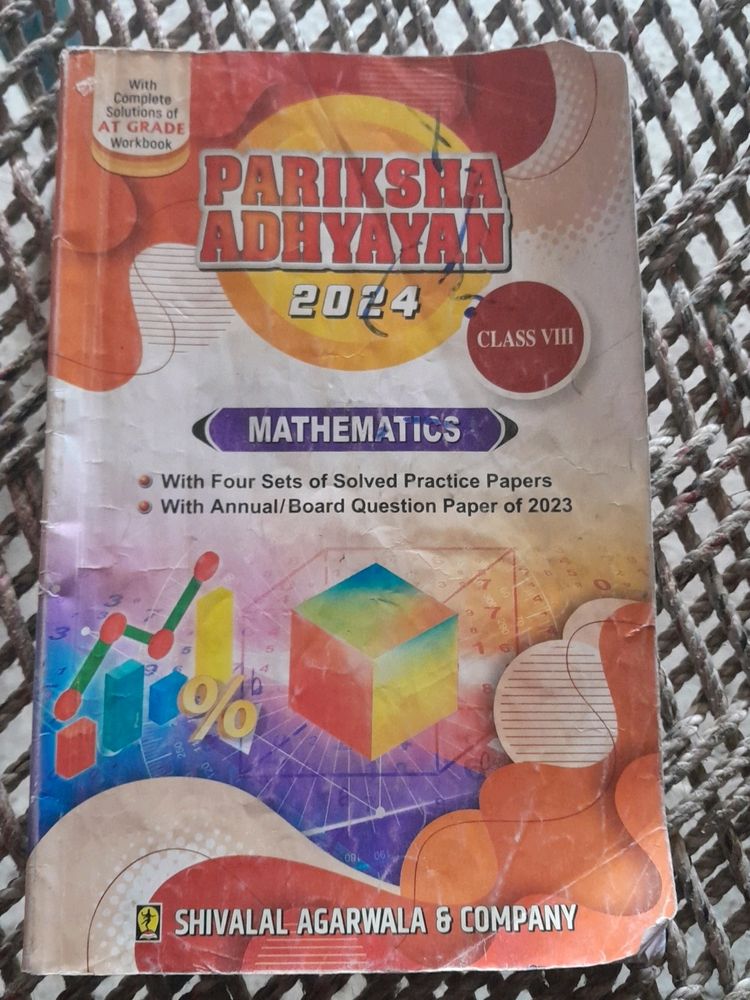 With
Complete
Solutions of
AT GRADE
Workbook
PARIKSHA
ADHYAYAN
2024
CLASS VIII
MATHEMATICS
With Four Sets of Solved Practice Papers
With Annual/Board Question Paper of 2023
%
SHIVALAL AGARWALA & COMPANY